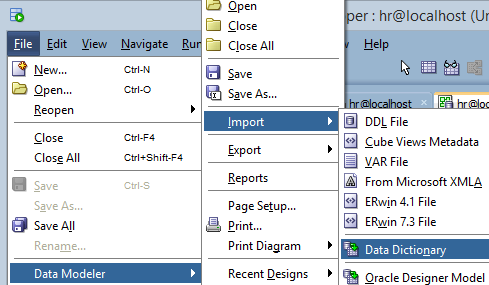 per : hr@localhost (Un
File Edit View Navigate Ru Help
New... Ctrl-N
Open... Ctrl-O
Reopen
Close Ctrl-F4
Close All Ctrl+Shift-F4
Save Ctrl-S
Save As...
Save All
Rename...
Data Modeler
Open
Close
Close All
Save
Save As...
Import
Export
Reports
Page Setup...
Print...
Print Diagram
Recent Designs
hr@localhost
hr@lo
DDL File
Cube Views Metadata
VAR File
From Microsoft XMLA
ERwin 4.1 File
ERwin 7.3 File
Data Dictionary
Oracle Designer Model